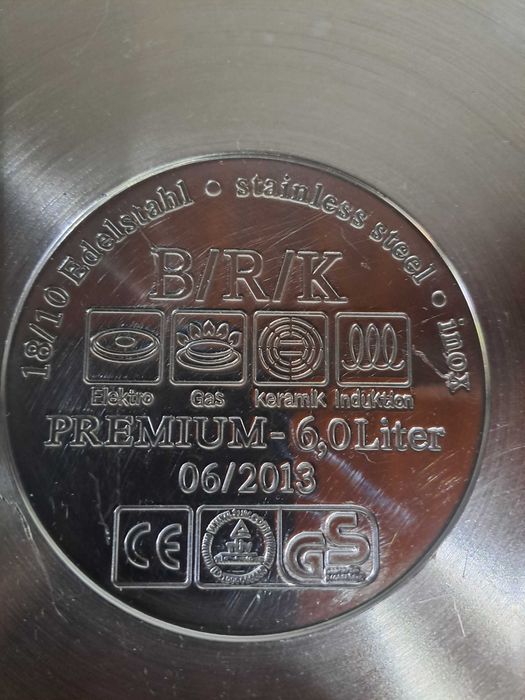 18/10 Edelstahl • stainless steel • inox
B/R/K
Elektro Gas Keramik Induktion
PREMIUM - 6,0 Liter
06/2013
CE GS